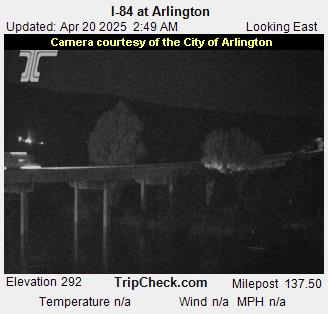 I-84 at Arlington
Updated: Apr 20 2025 2:49 AM Looking East
Camera courtesy of the City of Arlington
Elevation 292 TripCheck.com Milepost 137.50
Temperature n/a Wind n/a MPH n/a